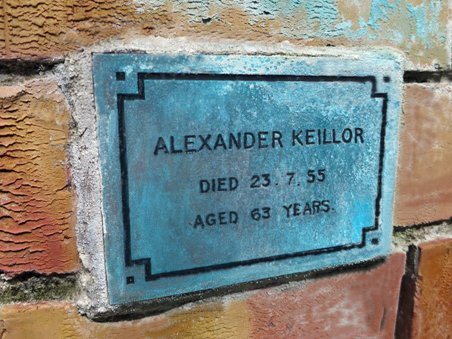 ALEXANDER KEILLOR
DIED 23.7.55
AGED 63 YEARS.